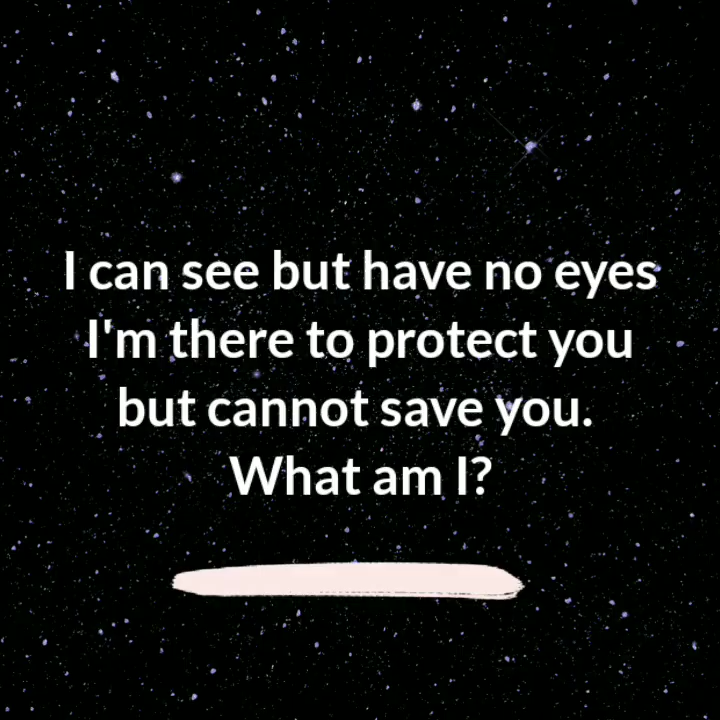 I can see but have no eyes
I'm there to protect you
but cannot save you.
What am I?